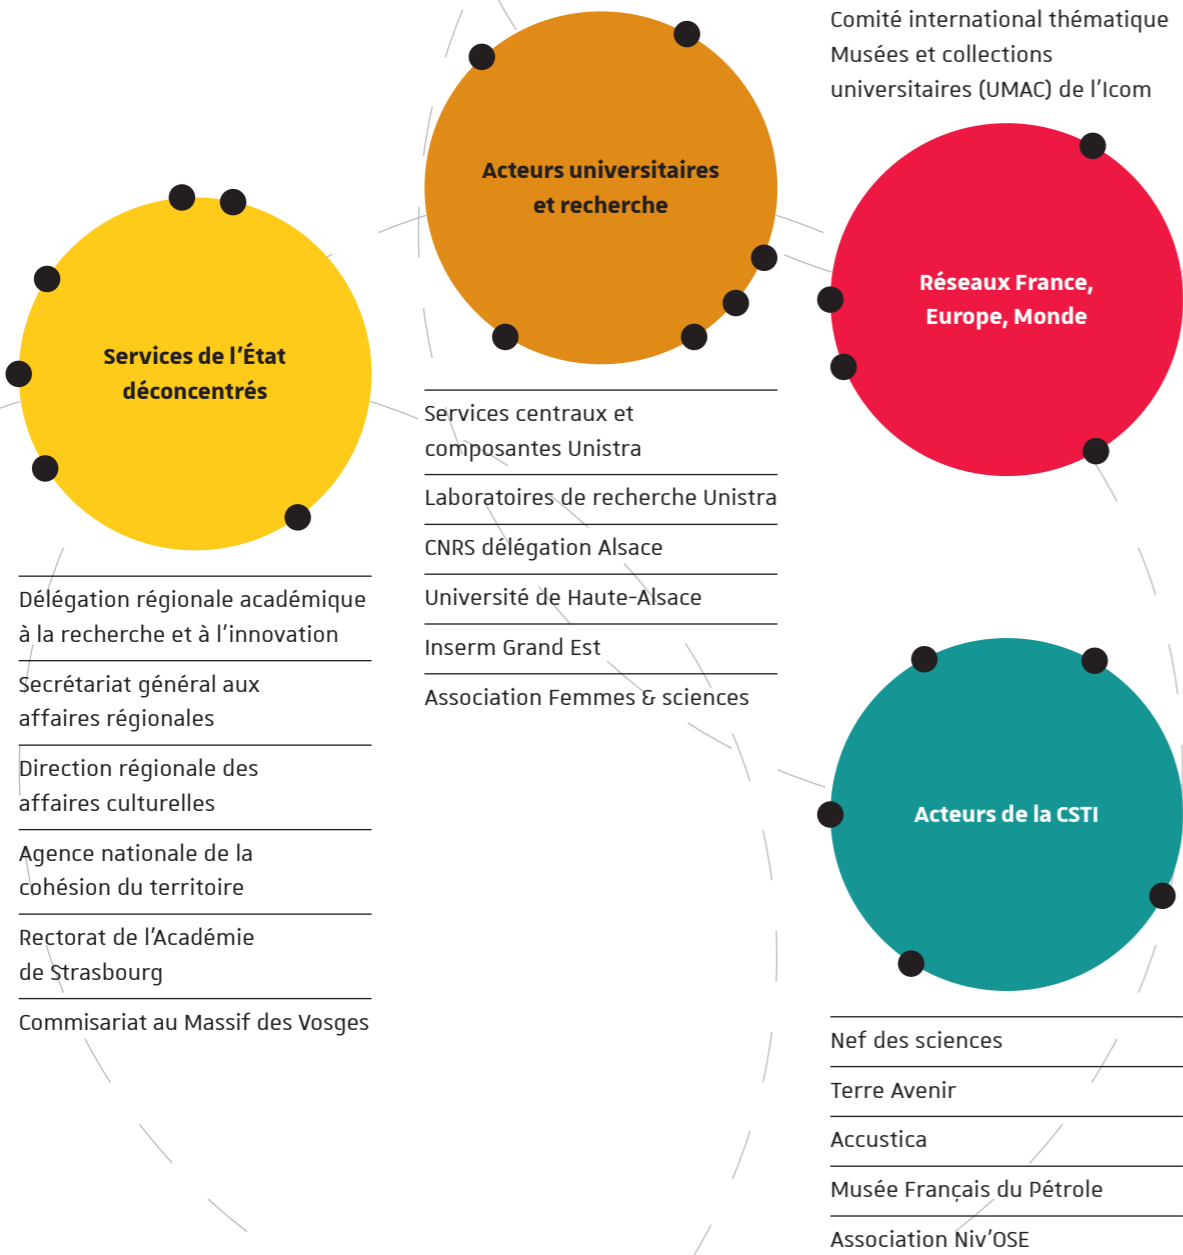 Services de l'État
déconcentrés
Délégation régionale académique
à la recherche et à l'innovation
Secrétariat général aux
affaires régionales
Direction régionale des
affaires culturelles
Agence nationale de la
cohésion du territoire
Rectorat de l'Académie
de Strasbourg
Commisariat au Massif des Vosges
Acteurs universitaires
et recherche
Services centraux et
composantes Unistra
Laboratoires de recherche Unistra
CNRS délégation Alsace
Université de Haute-Alsace
Inserm Grand Est
Association Femmes & sciences
Comité international thématique
Musées et collections
universitaires (UMAC) de l'Icom
Réseaux France,
Europe, Monde
Acteurs de la CSTI
Nef des sciences
Terre Avenir
Accustica
Musée Français du Pétrole
Association Niv'OSE